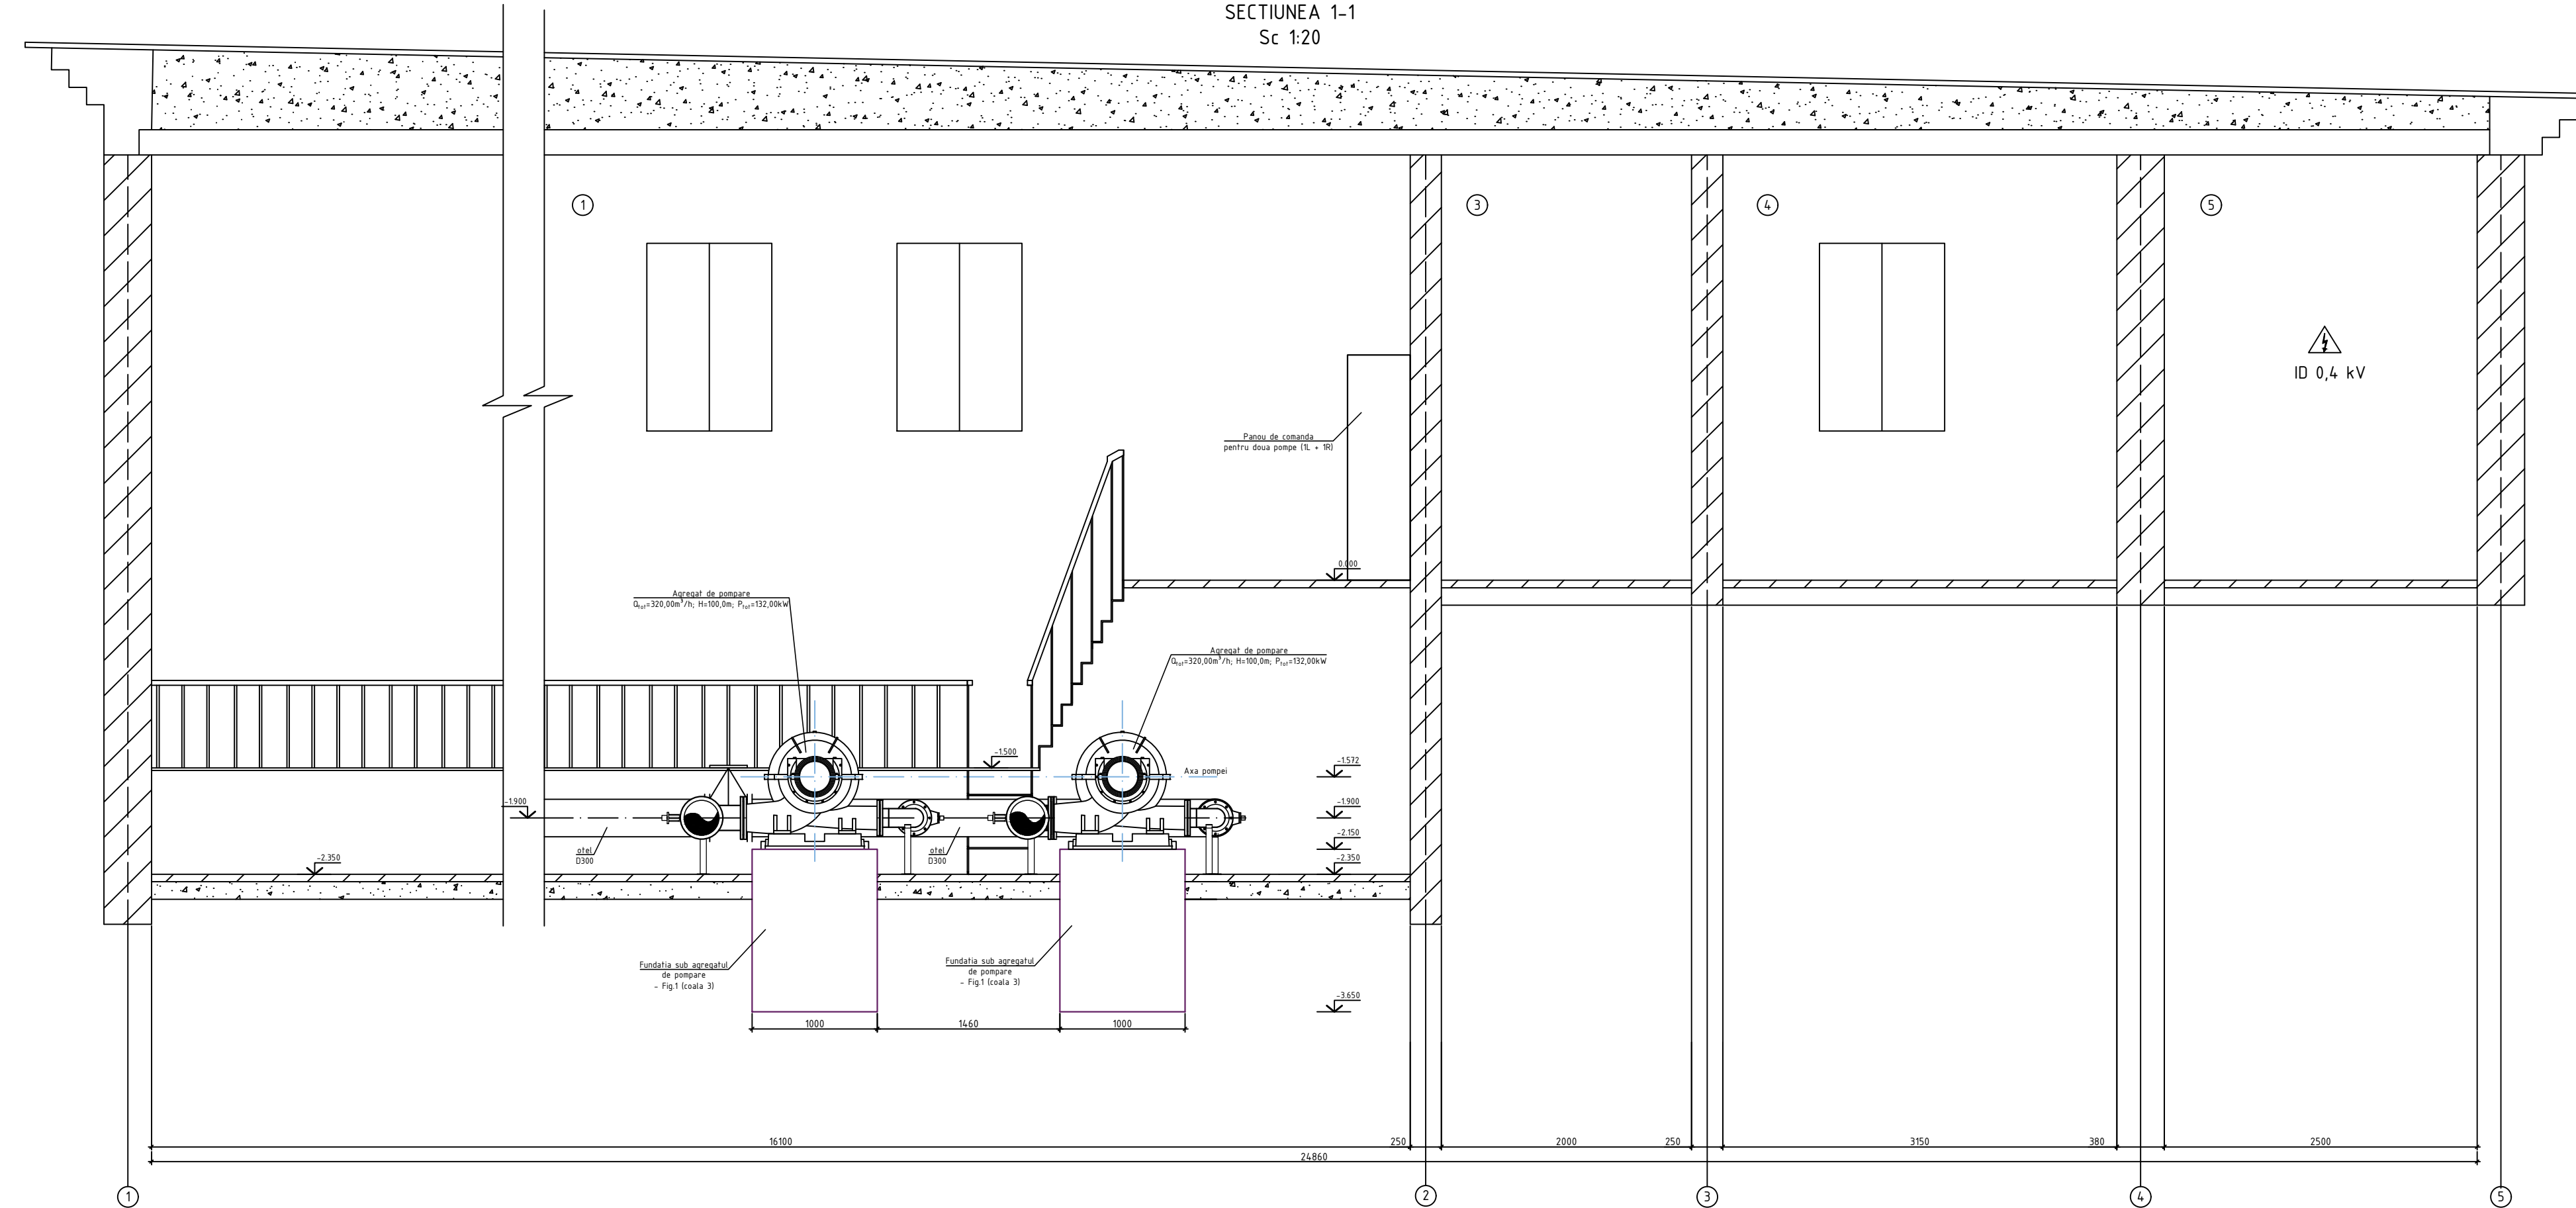 SECTIUNEA 1-1
Sc 1:20
1
3
4
5
ID 0,4 kV
Panou de comanda
pentru doua pompe (1L + 1R)
0.000
Agregat de pompare
Qtot=320,00m³/h; H=100,0m; Ptot=132,00kW
Agregat de pompare
Qtot=320,00m³/h; H=100,0m; Ptot=132,00kW
-1.500
Axa pompei
-1.572
-1.900
-1.900
-2.150
otel
D300
otel
D300
-2.350
-2.350
Fundatia sub agregatul
de pompare
- Fig.1 (coala 3)
Fundatia sub agregatul
de pompare
- Fig.1 (coala 3)
-3.650
1000
1460
1000
16100
250
2000
250
3150
380
2500
24860
1
2
3
4
5